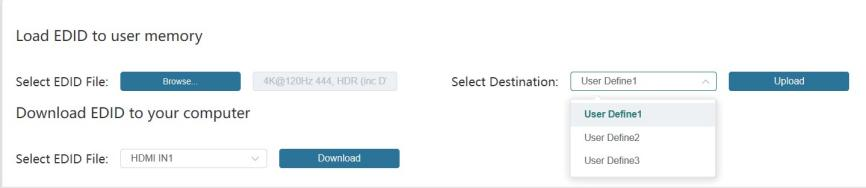 Load EDID to user memory
Select EDID File: Browse... 4K@120Hz 444, HDR (inc D Select Destination: User Define1 Upload
User Define1
Download EDID to your computer
User Define2
Select EDID File: HDMI IN1 Download
User Define3